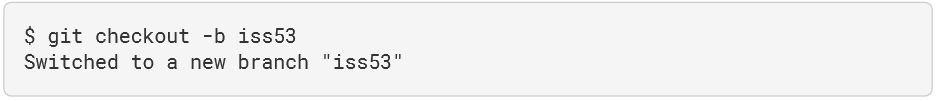 $ git checkout -b iss53
Switched to a new branch "iss53"